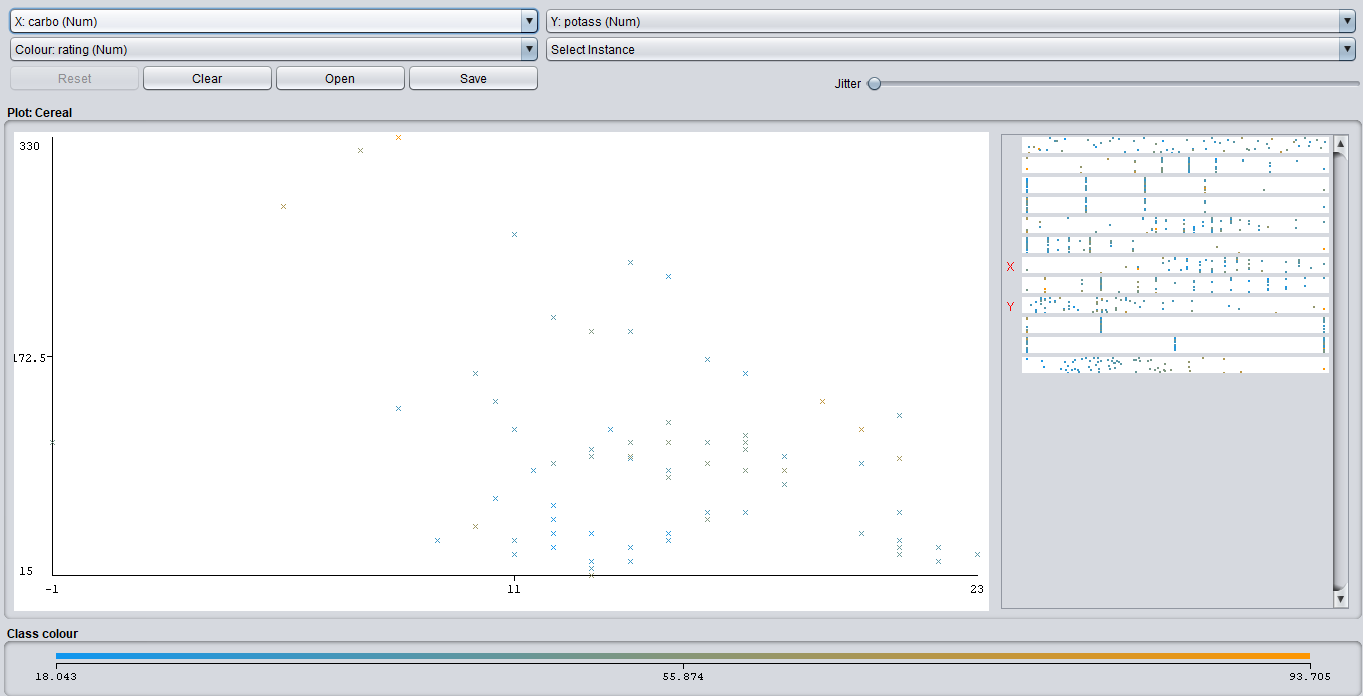 X: carbo (Num)
Y: potass (Num)
Colour: rating (Num)
Select Instance
Reset
Clear
Open
Save
Jitter
Plot: Cereal
330
172.5
15
-1
11
23
X
Y
Class colour
18.043
55.874
93.705